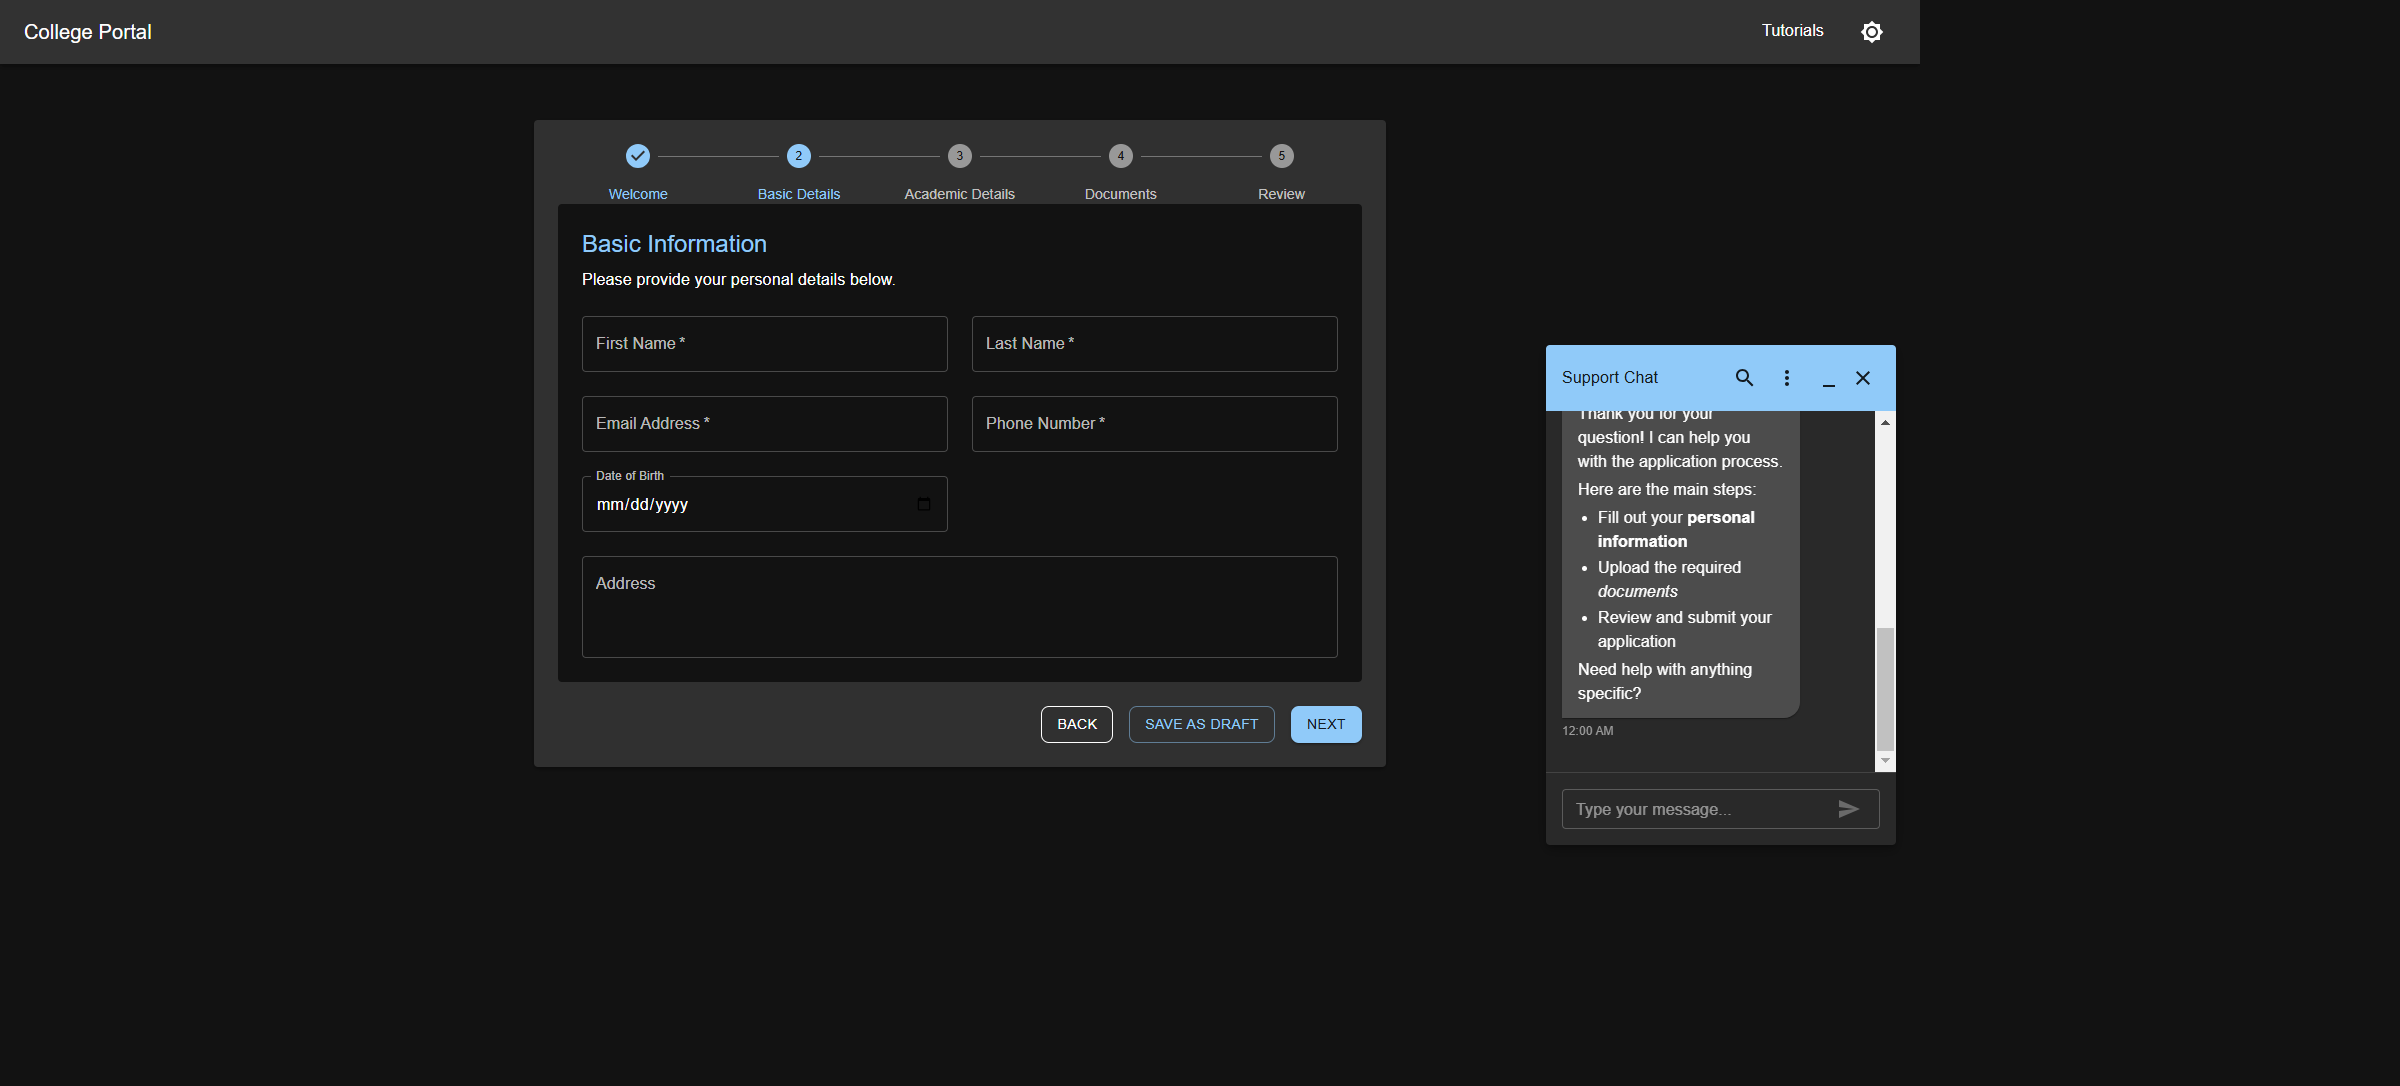 College Portal
Tutorials
2
3
4
5
Welcome
Basic Details
Academic Details
Documents
Review
Basic Information
Please provide your personal details below.
First Name *
Last Name *
Email Address *
Phone Number *
Date of Birth
mm/dd/yyyy
Address
BACK
SAVE AS DRAFT
NEXT
Support Chat
Thank you for your
question! I can help you
with the application process.
Here are the main steps:
• Fill out your personal
information
• Upload the required
documents
• Review and submit your
application
Need help with anything
specific?
12:00 AM
Type your message...